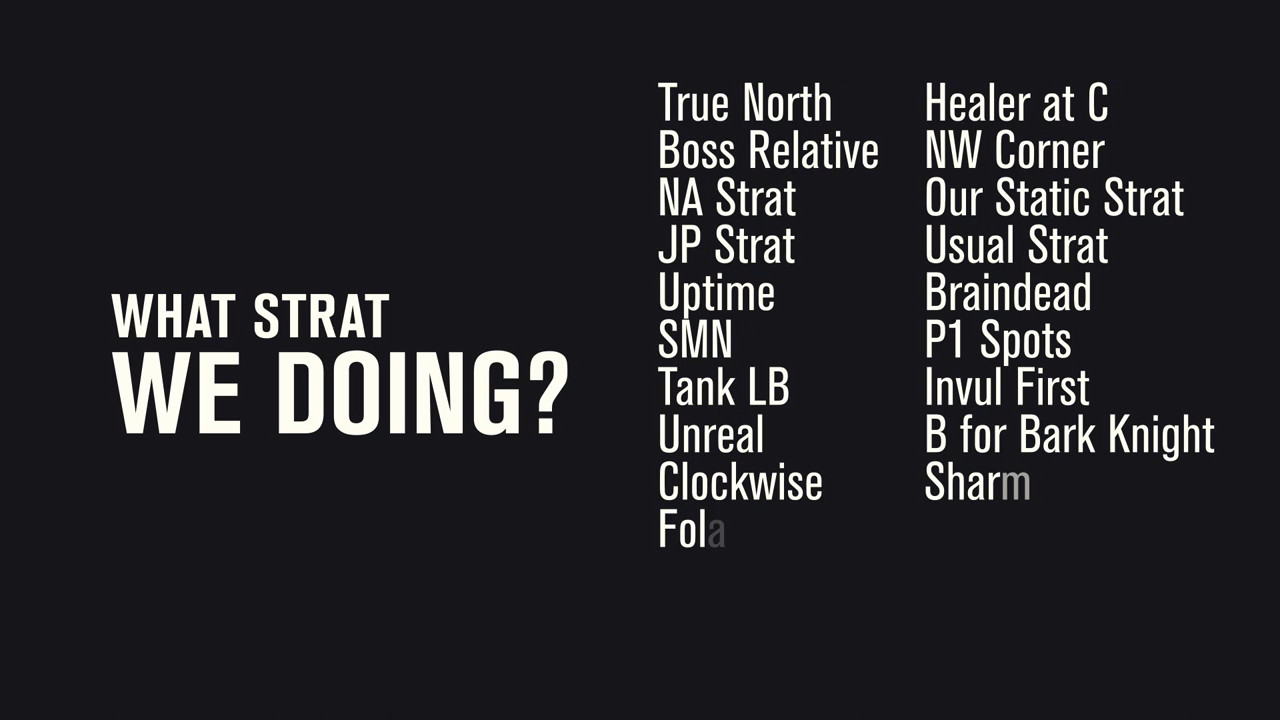 WHAT STRAT
WE DOING?
True North
Boss Relative
NA Strat
JP Strat
Uptime
SMN
Tank LB
Unreal
Clockwise
Fola
Healer at C
NW Corner
Our Static Strat
Usual Strat
Braindead
P1 Spots
Invul First
B for Bark Knight
Sharm